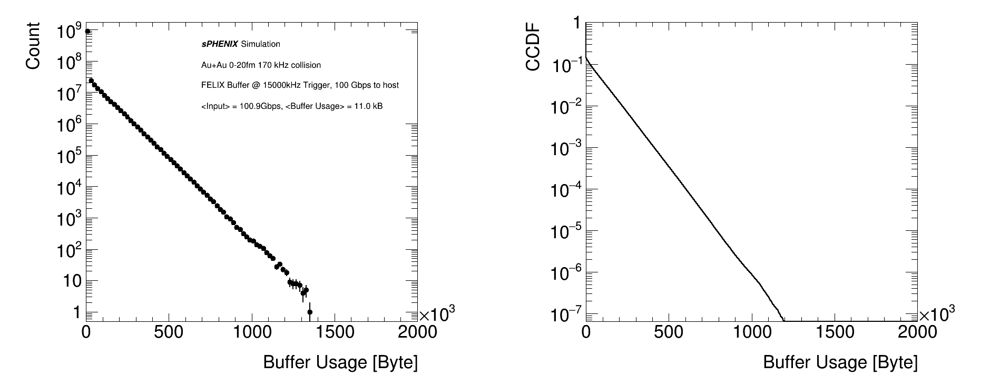 Count
10^9
10^8
10^7
10^6
10^5
10^4
10^3
10^2
10
1
sPHENIX Simulation
Au+Au 0-20fm 170 kHz collision
FELIX Buffer @ 15000kHz Trigger, 100 Gbps to host
<Input> = 100.9Gbps, <Buffer Usage> = 11.0 kB
0 500 1000 1500 2000
×10^3
Buffer Usage [Byte]
CCDF
1
10^−1
10^−2
10^−3
10^−4
10^−5
10^−6
10^−7
0 500 1000 1500 2000
×10^3
Buffer Usage [Byte]